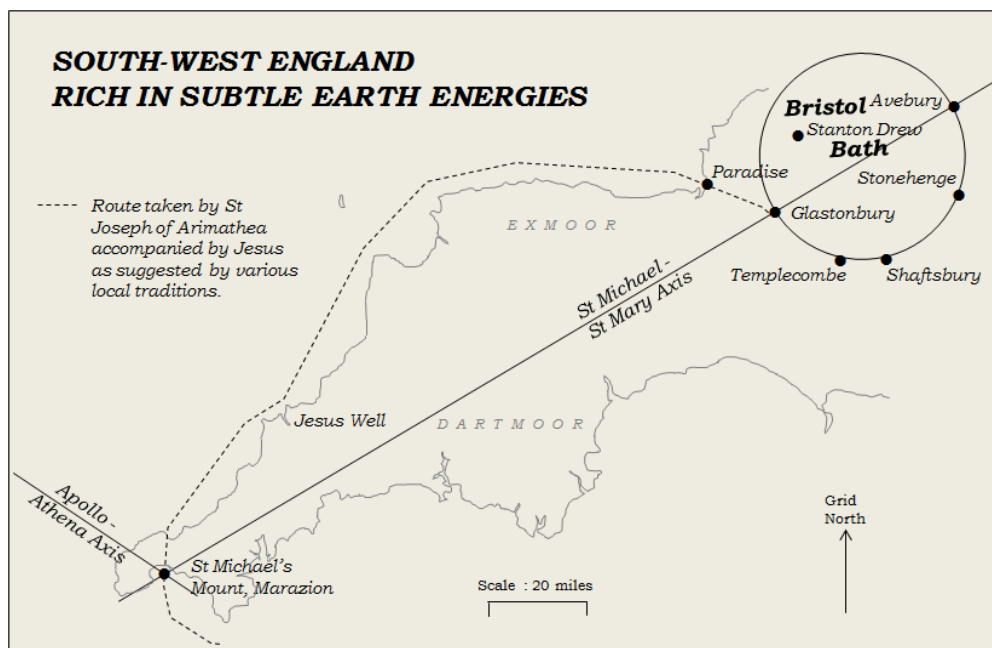 SOUTH-WEST ENGLAND
RICH IN SUBTLE EARTH ENERGIES
Bristol
Avebury
Stanton Drew
Bath
Paradise
Stonehenge
Route taken by St
Joseph of Arimathea
accompanied by Jesus
as suggested by various
local traditions.
EXMOOR
Glastonbury
Templecombe
Shaftsbury
St Michael -
St Mary Axis
Jesus Well
DARTMOOR
Apollo -
Athena Axis
Grid
North
St Michael's
Mount, Marazion
Scale : 20 miles